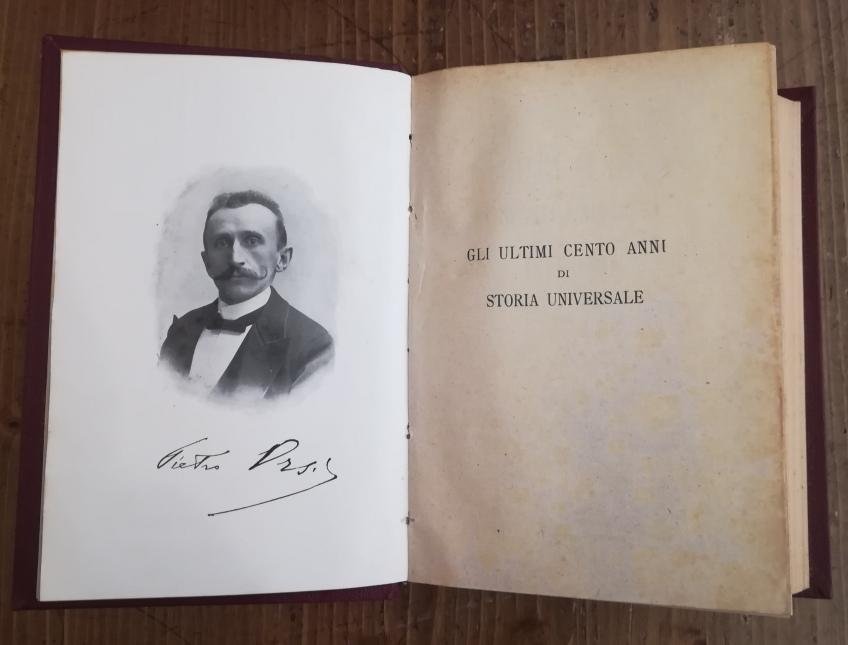 Pietro Orsi
GLI ULTIMI CENTO ANNI
DI
STORIA UNIVERSALE